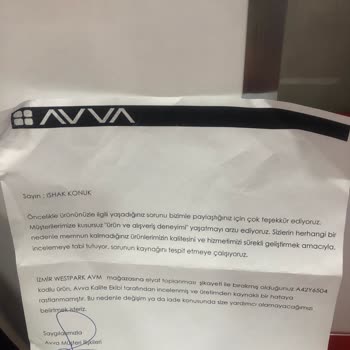 AVVA
Sayın ; ISHAK KONUK
Öncelikle ürününüzle ilgili yaşadığınız sorunu bizimle paylaştığınız için çok teşekkür ediyoruz.
Müşterilerimize kusursuz "ürün ve alışveriş deneyimi" yaşatmayı arzu ediyoruz. Sizlerin herhangi bir
nedenle memnun kalmadığınız ürünlerimizin kalitesini ve hizmetimizi sürekli geliştirmek amacıyla,
incelemeye tabi tutuyor, sorunun kaynağını tespit etmeye çalışıyoruz.
İZMİR WESTPARK AVM mağazasına siyat toplanması şikayeti ile bırakmış olduğunuz A42Y6504
kodlu ürün, Avva Kalite Ekibi tarafından incelenmiş ve üretimden kaynaklı bir hataya
rastlanmamıştır. Bu nedenle değişim ya da iade konusunda size yardımcı olamayacağımızı
belirtmek isteriz.
Saygılarımızla
Avva Müşteri İlişkileri